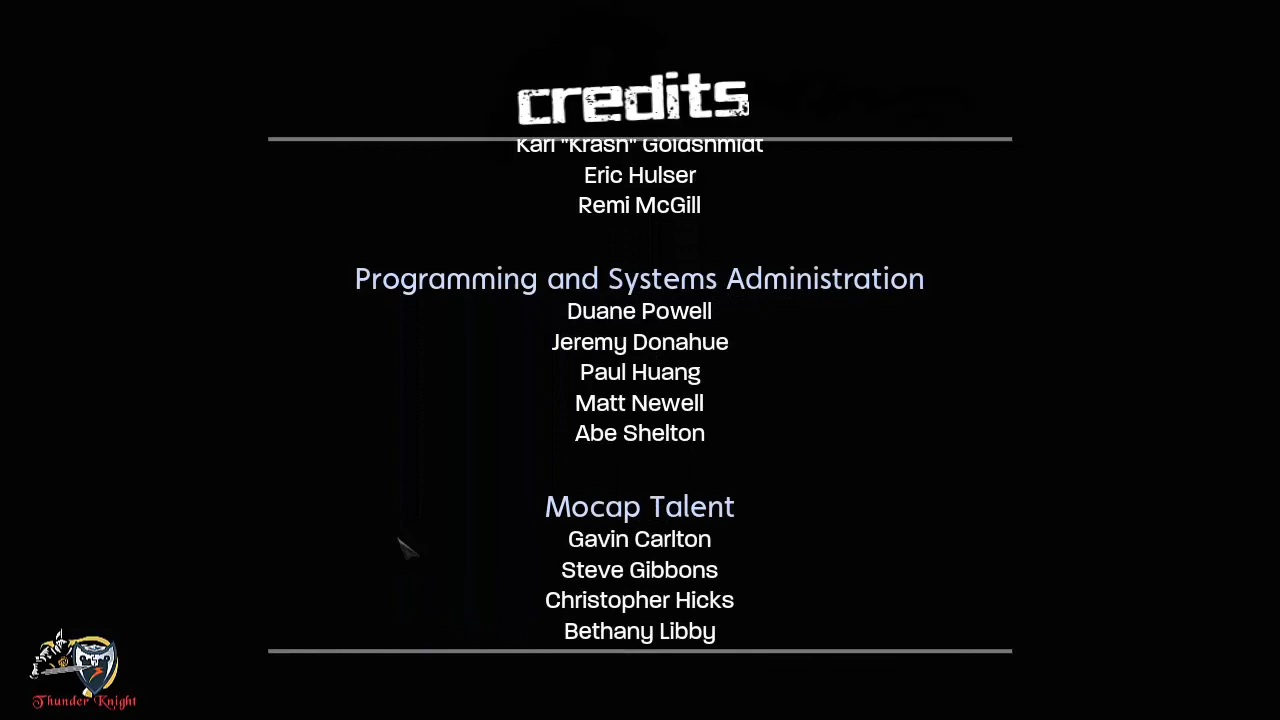 credits
Karl "Krash" Goldshmidt
Eric Hulser
Remi McGill
Programming and Systems Administration
Duane Powell
Jeremy Donahue
Paul Huang
Matt Newell
Abe Shelton
Mocap Talent
Gavin Carlton
Steve Gibbons
Christopher Hicks
Bethany Libby
Thunder Knight